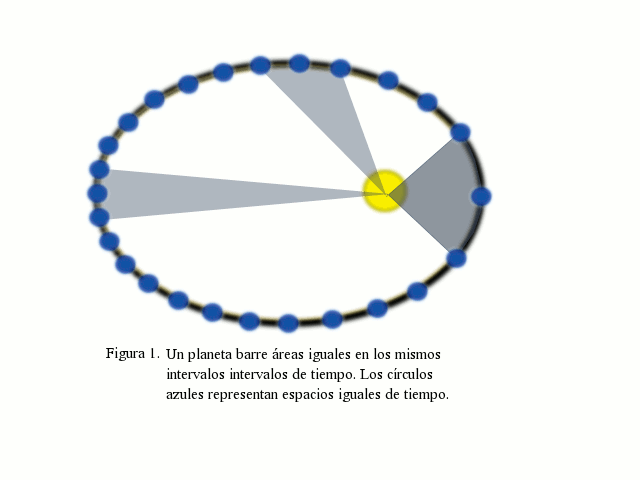 Figura 1. Un planeta barre áreas iguales en los mismos
intervalos intervalos de tiempo. Los círculos
azules representan espacios iguales de tiempo.